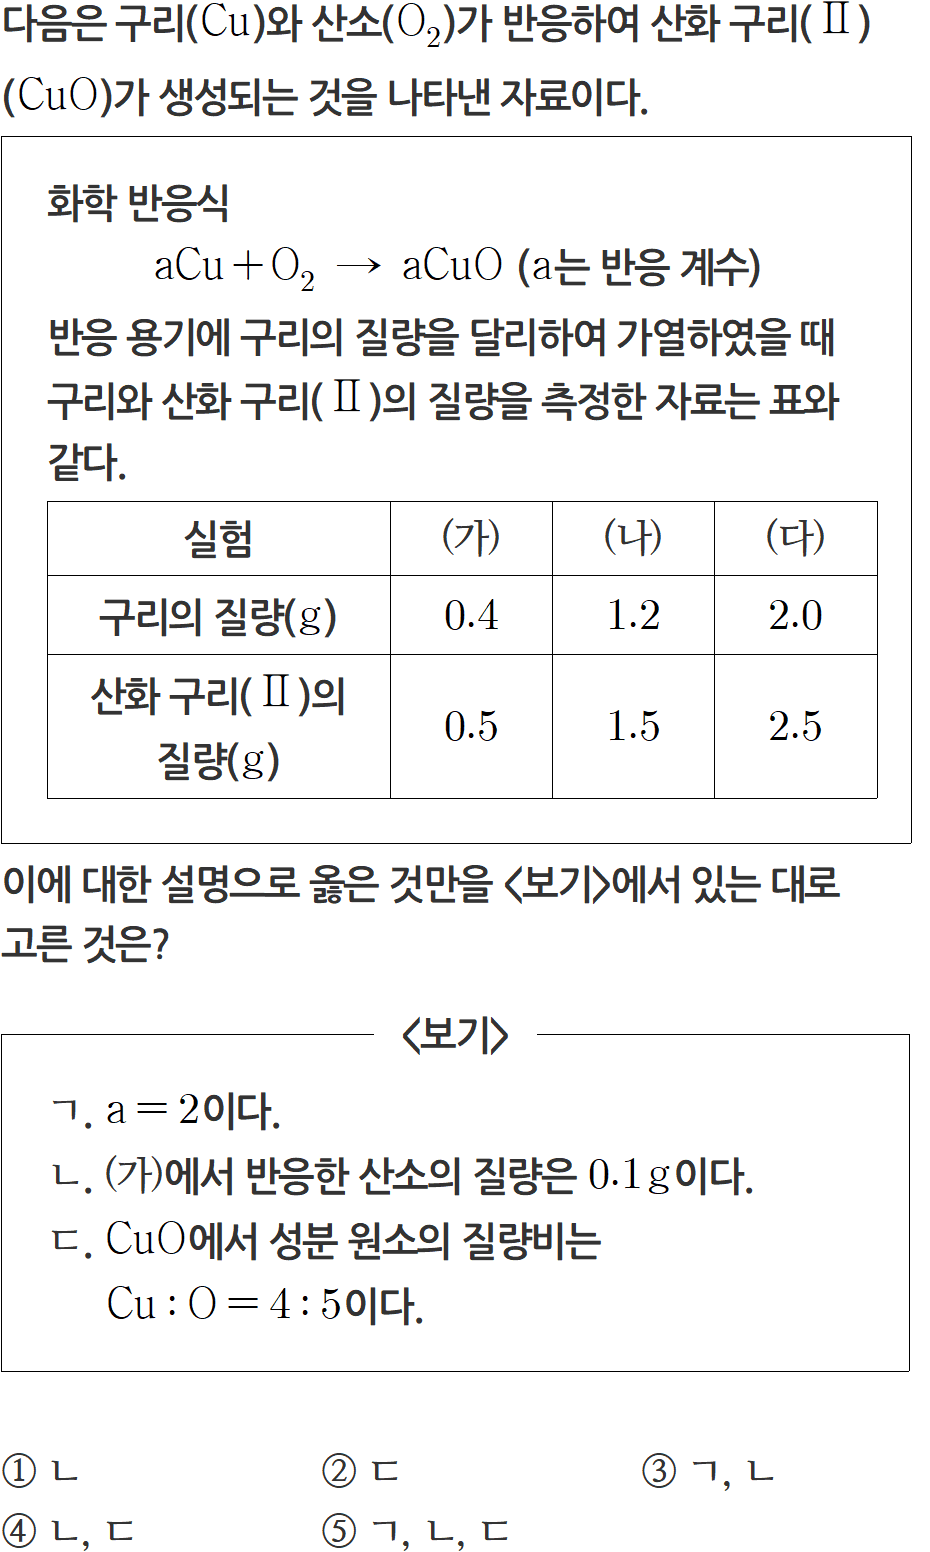 다음은 구리(Cu)와 산소(O₂)가 반응하여 산화 구리(Ⅱ)
(CuO)가 생성되는 것을 나타낸 자료이다.
화학 반응식
aCu + O₂ → aCuO (a는 반응 계수)
반응 용기에 구리의 질량을 달리하여 가열하였을 때
구리와 산화 구리(Ⅱ)의 질량을 측정한 자료는 표와
같다.
실험 (가) (나) (다)
구리의 질량(g) 0.4 1.2 2.0
산화 구리(Ⅱ)의
질량(g) 0.5 1.5 2.5
이에 대한 설명으로 옳은 것만을 <보기>에서 있는 대로
고른 것은?
<보기>
ㄱ. a = 2이다.
ㄴ. (가)에서 반응한 산소의 질량은 0.1g이다.
ㄷ. CuO에서 성분 원소의 질량비는
Cu : O = 4 : 5이다.
① ㄴ ② ㄷ ③ ㄱ, ㄴ
④ ㄴ, ㄷ ⑤ ㄱ, ㄴ, ㄷ